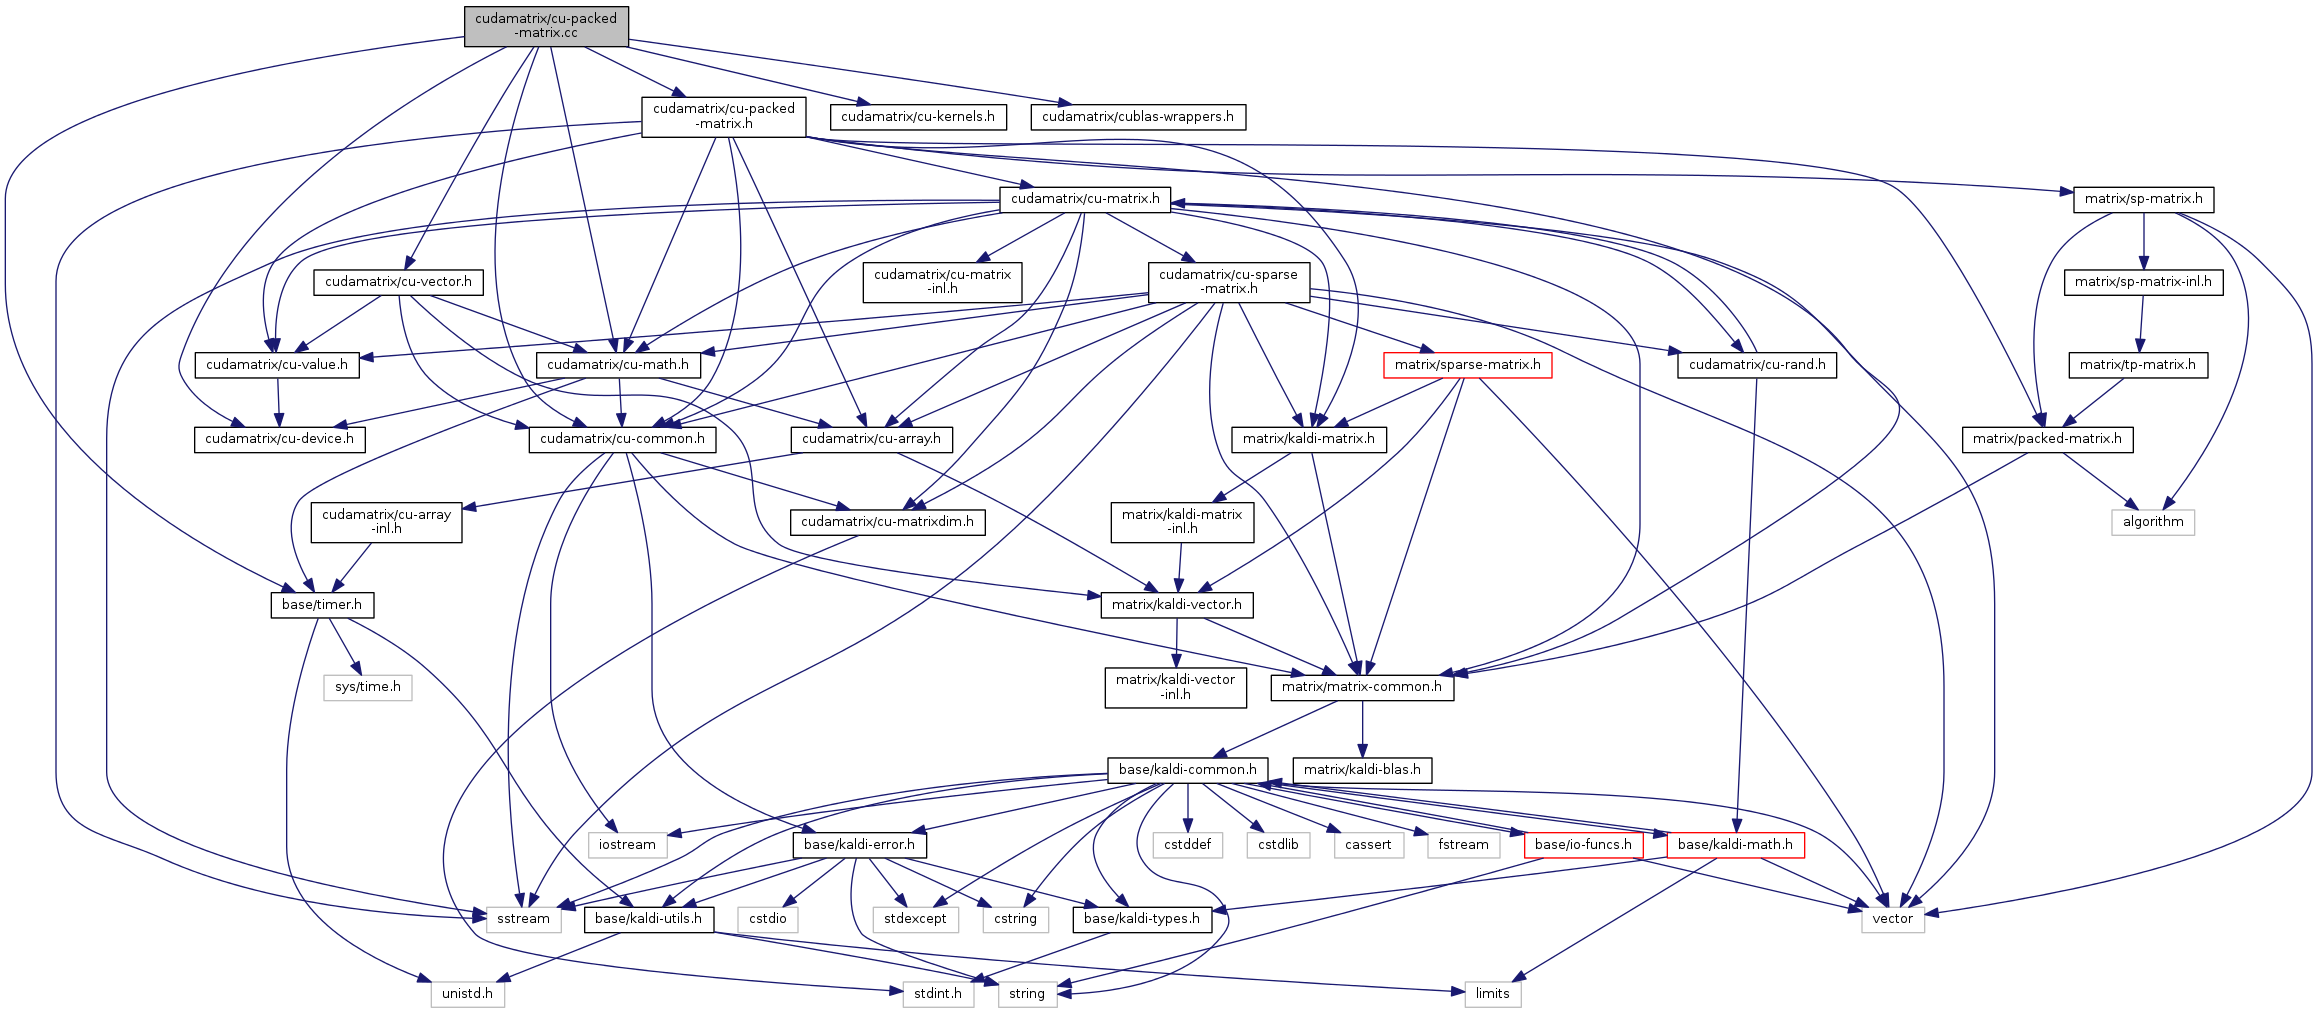 cudamatrix/cu-packed
-matrix.cc
cudamatrix/cu-packed
-matrix.h
cudamatrix/cu-kernels.h
cudamatrix/cublas-wrappers.h
cudamatrix/cu-matrix.h
matrix/sp-matrix.h
cudamatrix/cu-vector.h
cudamatrix/cu-matrix
-inl.h
cudamatrix/cu-sparse
-matrix.h
matrix/sp-matrix-inl.h
cudamatrix/cu-value.h
cudamatrix/cu-math.h
matrix/sparse-matrix.h
cudamatrix/cu-rand.h
matrix/tp-matrix.h
cudamatrix/cu-device.h
cudamatrix/cu-common.h
cudamatrix/cu-array.h
matrix/kaldi-matrix.h
matrix/packed-matrix.h
cudamatrix/cu-array
-inl.h
cudamatrix/cu-matrixdim.h
matrix/kaldi-matrix
-inl.h
algorithm
base/timer.h
matrix/kaldi-vector.h
sys/time.h
matrix/kaldi-vector
-inl.h
matrix/matrix-common.h
base/kaldi-common.h
matrix/kaldi-blas.h
iostream
base/kaldi-error.h
cstddef
cstdlib
cassert
fstream
base/io-funcs.h
base/kaldi-math.h
sstream
base/kaldi-utils.h
cstdio
stdexcept
cstring
base/kaldi-types.h
vector
unistd.h
stdint.h
string
limits